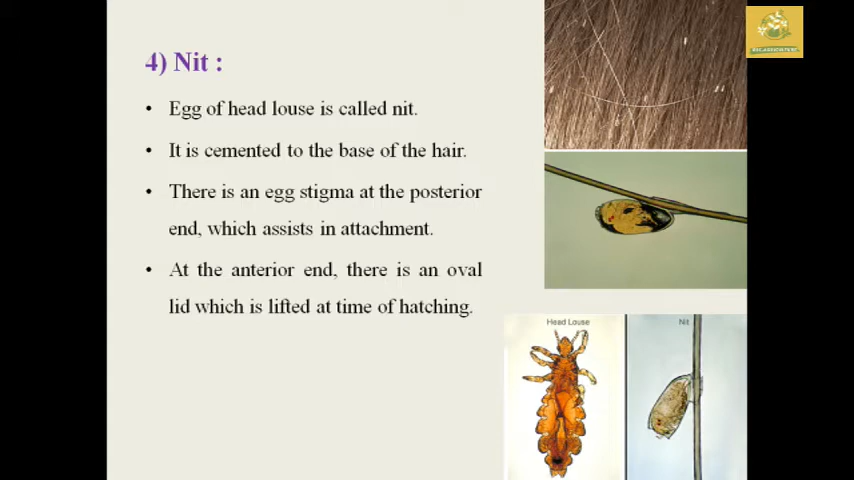 4) Nit :
• Egg of head louse is called nit.
• It is cemented to the base of the hair.
• There is an egg stigma at the posterior
end, which assists in attachment.
• At the anterior end, there is an oval
lid which is lifted at time of hatching.
Head Louse
Nit